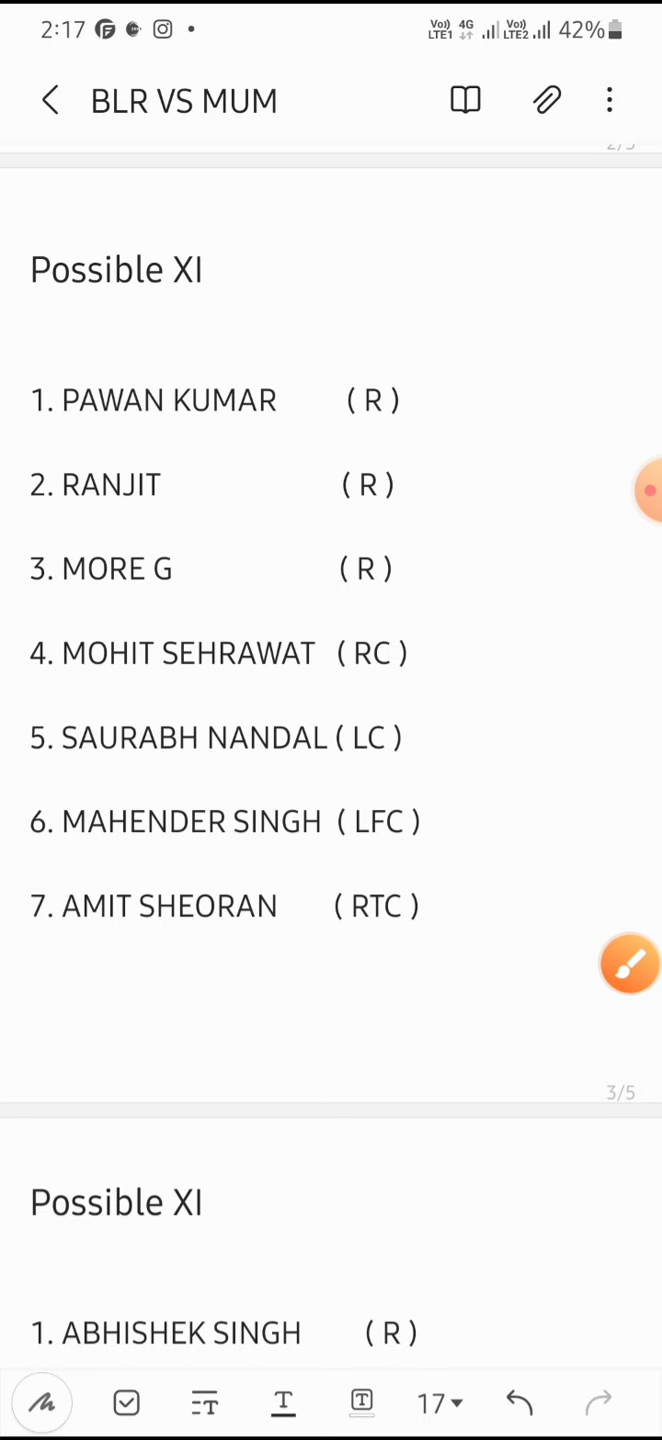 2:17 Vo)) LTE1 4G Vo)) LTE2 42%
BLR VS MUM
2/5
Possible XI
1. PAWAN KUMAR ( R )
2. RANJIT ( R )
3. MORE G ( R )
4. MOHIT SEHRAWAT ( RC )
5. SAURABH NANDAL ( LC )
6. MAHENDER SINGH ( LFC )
7. AMIT SHEORAN ( RTC )
3/5
Possible XI
1. ABHISHEK SINGH ( R )
T T T 17